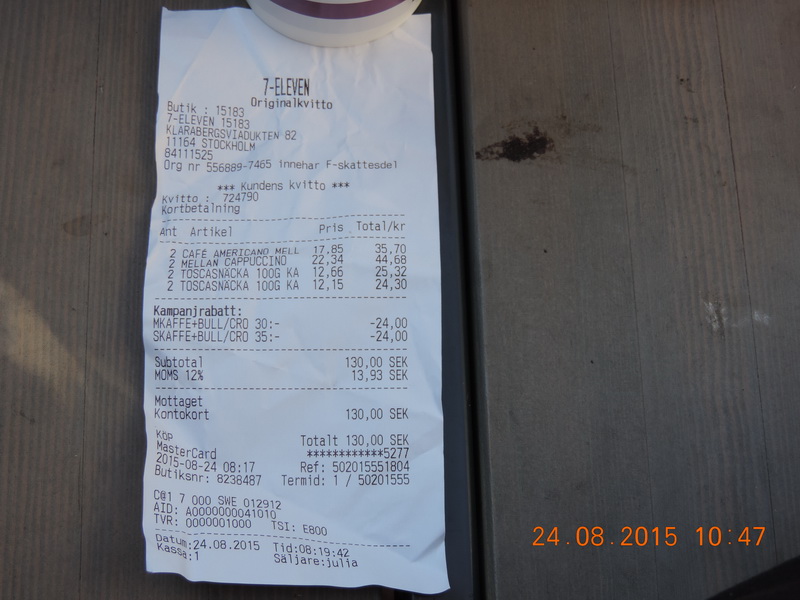 7-ELEVEN
Originalkvitto
Butik : 15183
7-ELEVEN 15183
KLARABERGSVIADUKTEN 82
11164 STOCKHOLM
84111525
Org nr 556889-7465 innehar F-skattesdel
*** Kundens kvitto ***
Kvitto : 724790
Kortbetalning
Ant Artikel Pris Total/kr
2 CAFÉ AMERICANO MELL 17,85 35,70
2 MELLAN CAPPUCCINO 22,34 44,68
2 TOSCASNÄCKA 100G KA 12,66 25,32
2 TOSCASNÄCKA 100G KA 12,15 24,30
Kampanjrabatt:
MKAFFE+BULL/CRO 30:- -24,00
SKAFFE+BULL/CRO 35:- -24,00
Subtotal 130,00 SEK
MOMS 12% 13,93 SEK
Mottaget
Kontokort 130,00 SEK
Köp Totalt 130,00 SEK
MasterCard ************5277
2015-08-24 08:17 Ref: 502015551804
Butiksnr: 8238487 Termid: 1 / 50201555
C@1 7 000 SWE 012912
AID: A0000000041010
TVR: 0000001000 TSI: E800
Datum:24.08.2015 Tid:08:19:42
Kassa:1 Säljare:julia
24.08.2015 10:47